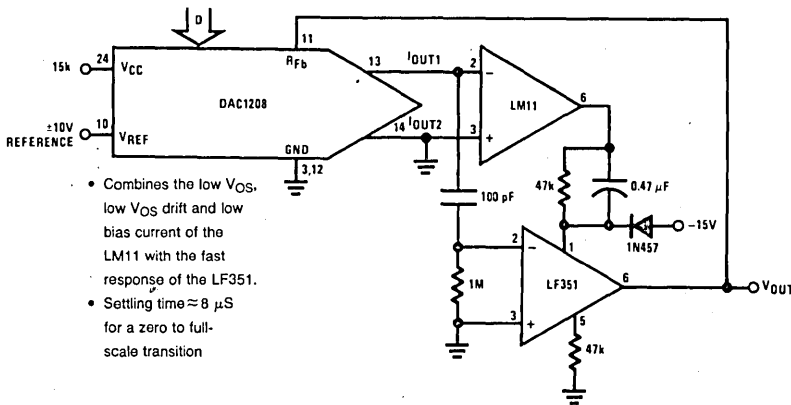 D
11
24
15k
VCC
RFb
13
IOUT1
2
−
LM11
6
DAC1208
±10V
REFERENCE
10
VREF
14
IOUT2
3
+
GND
3,12
47k
0.47 µF
100 pF
−15V
1N457
• Combines the low VOS,
low VOS drift and low
bias current of the
LM11 with the fast
response of the LF351.
• Settling time ≈ 8 µS
for a zero to full-
scale transition
2
−
1
1M
LF351
6
VOUT
3
+
5
47k